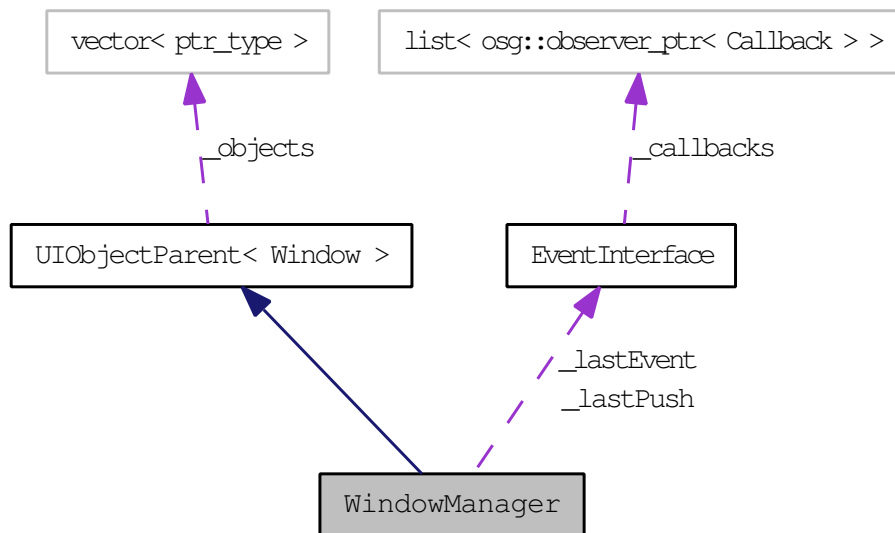 vector< ptr_type >
list< osg::observer_ptr< Callback > >
_objects
_callbacks
UIObjectParent< Window >
EventInterface
_lastEvent
_lastPush
WindowManager